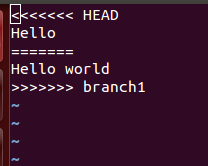 <<<<<<< HEAD
Hello
=======
Hello world
>>>>>>> branch1
~
~
~
~